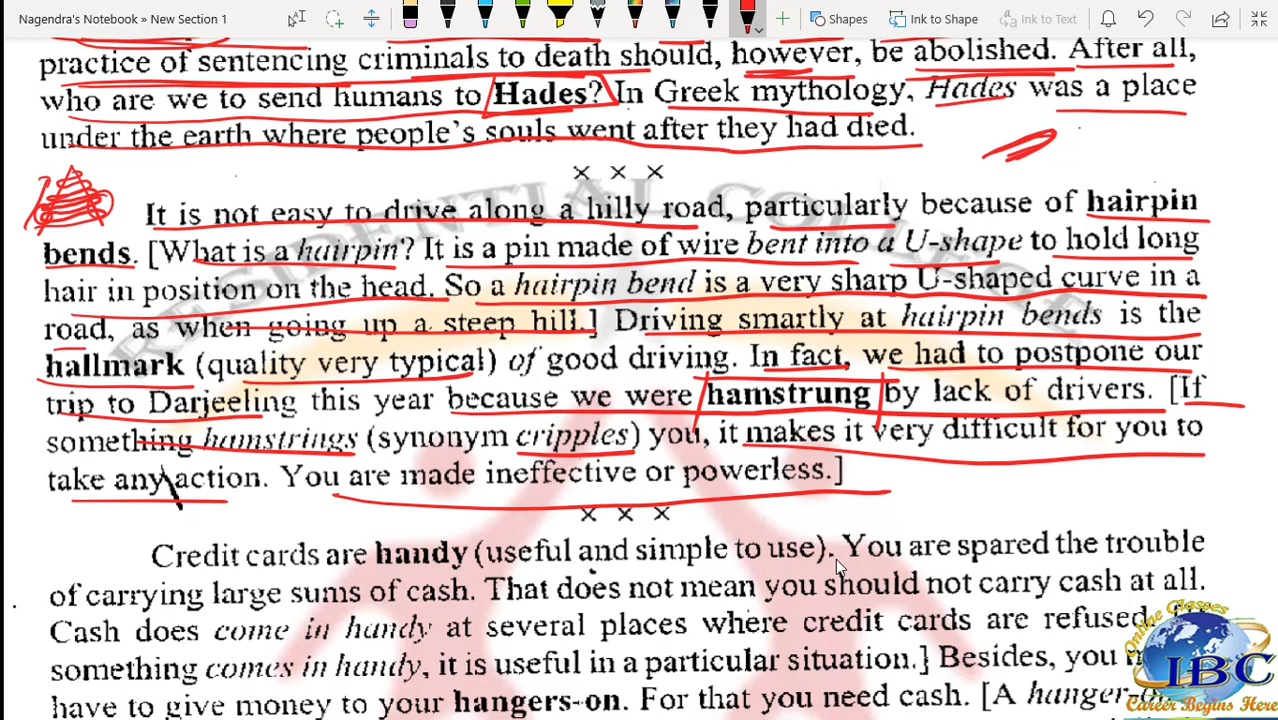 Nagendra's Notebook » New Section 1
Shapes Ink to Shape Ink to Text
practice of sentencing criminals to death should, however, be abolished. After all,
who are we to send humans to Hades? In Greek mythology, Hades was a place
under the earth where people's souls went after they had died.
× × ×
It is not easy to drive along a hilly road, particularly because of hairpin
bends. [What is a hairpin? It is a pin made of wire bent into a U-shape to hold long
hair in position on the head. So a hairpin bend is a very sharp U-shaped curve in a
road, as when going up a steep hill.] Driving smartly at hairpin bends is the
hallmark (quality very typical) of good driving. In fact, we had to postpone our
trip to Darjeeling this year because we were hamstrung by lack of drivers. [If
something hamstrings (synonym cripples) you, it makes it very difficult for you to
take any action. You are made ineffective or powerless.]
× × ×
Credit cards are handy (useful and simple to use). You are spared the trouble
of carrying large sums of cash. That does not mean you should not carry cash at all.
Cash does come in handy at several places where credit cards are refused.
something comes in handy, it is useful in a particular situation.] Besides, you
have to give money to your hangers-on. For that you need cash. [A hanger-
RESIDENTIAL COLLEGE
Online Classes
IBC
Career Begins Here